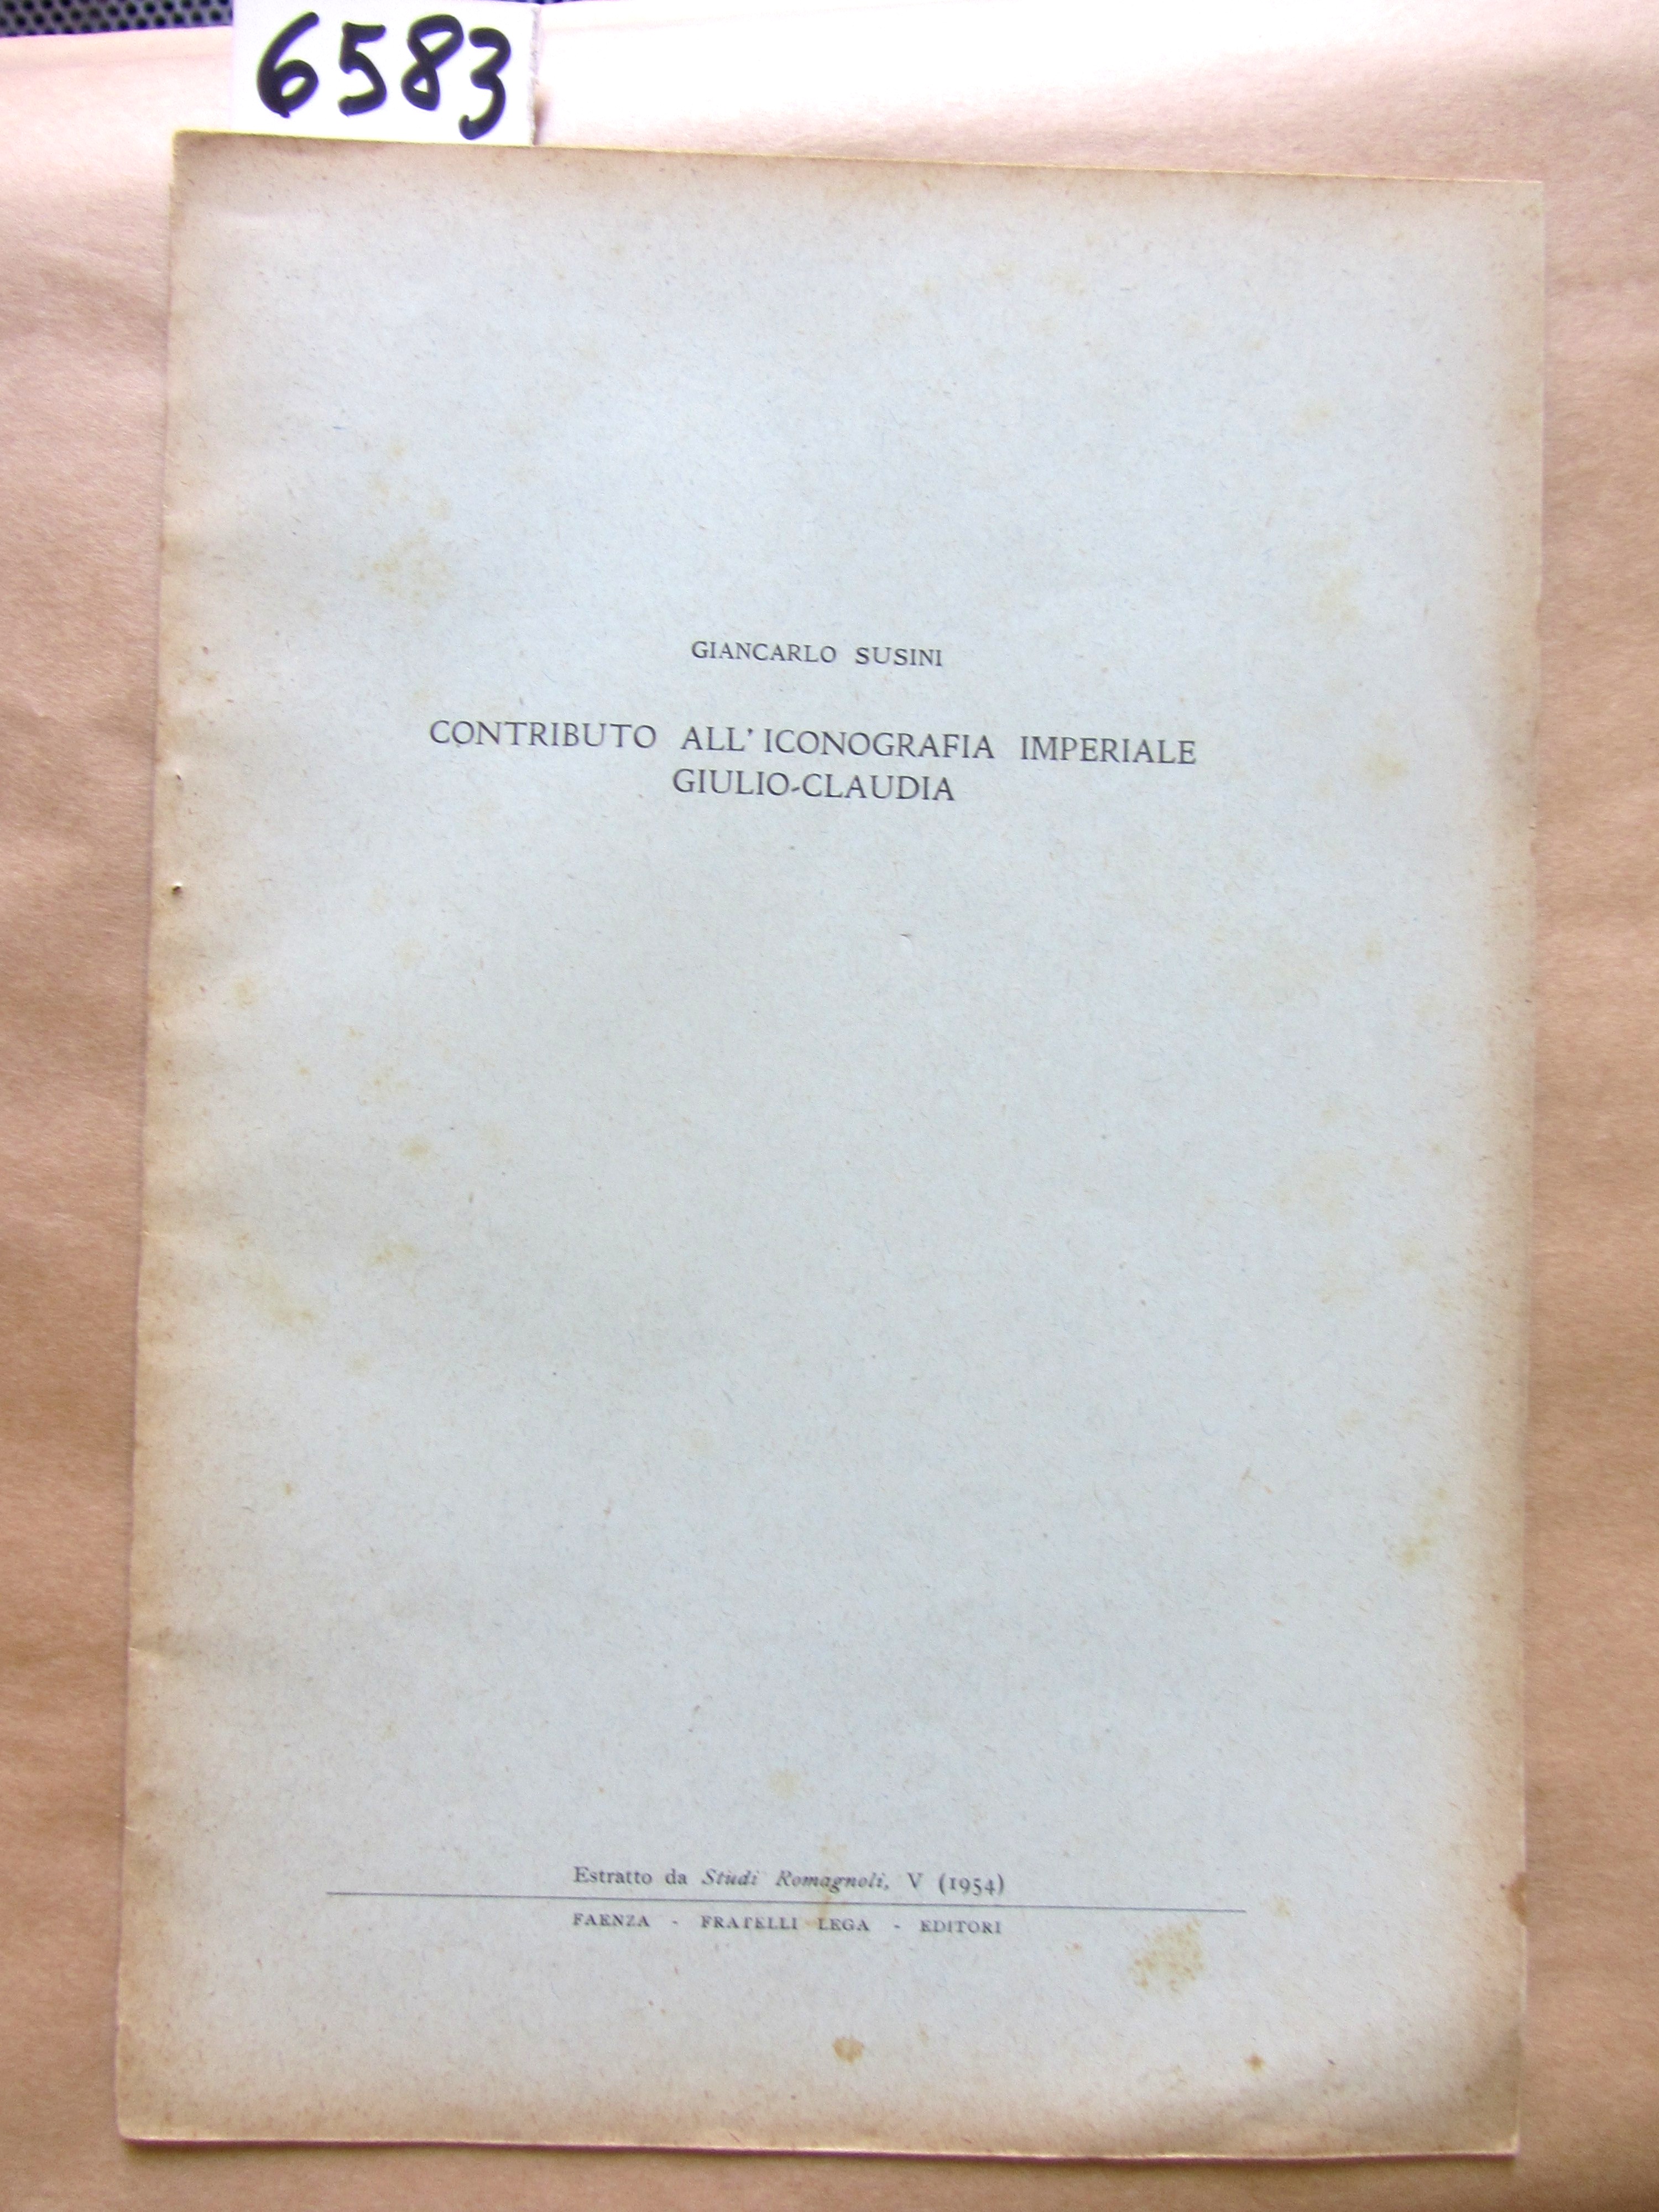 6583
GIANCARLO SUSINI
CONTRIBUTO ALL'ICONOGRAFIA IMPERIALE
GIULIO-CLAUDIA
Estratto da Studi Romagnoli, V (1954)
FAENZA - FRATELLI LEGA - EDITORI